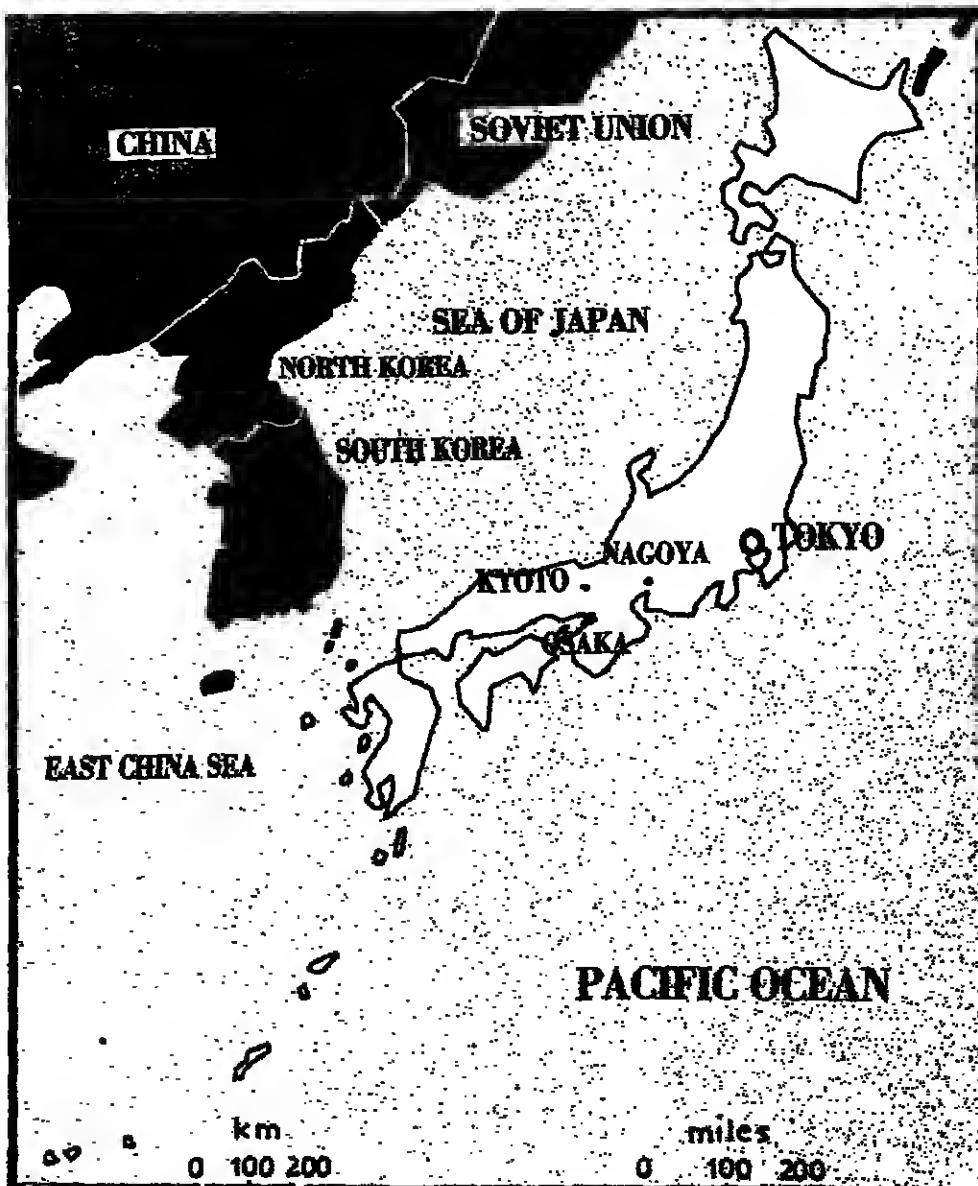 SOVIET UNION
CHINA
SEA OF JAPAN
NORTH KOREA
SOUTH KOREA
TOKYO
NAGOYA
KYOTO
OSAKA
EAST CHINA SEA
PACIFIC OCEAN
km miles
0 100 200 0 100 200